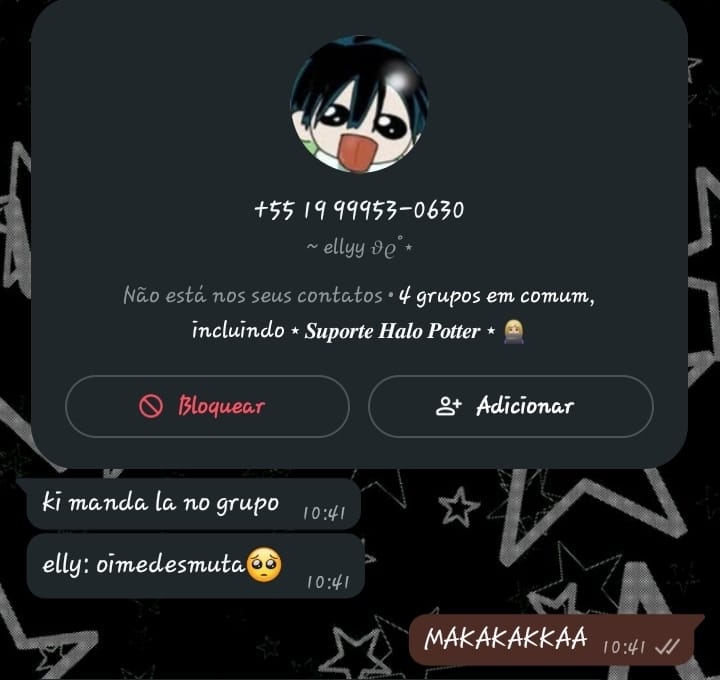 +55 19 99953-0630
~ ellyy 𝜗𝜚˚⋆
Não está nos seus contatos • 4 grupos em comum,
incluindo ⋆ Suporte Halo Potter ⋆ 👩🏼‍💻
Bloquear
Adicionar
ki manda la no grupo 10:41
elly: oimedesmuta🥺 10:41
MAKAKAKKAA 10:41